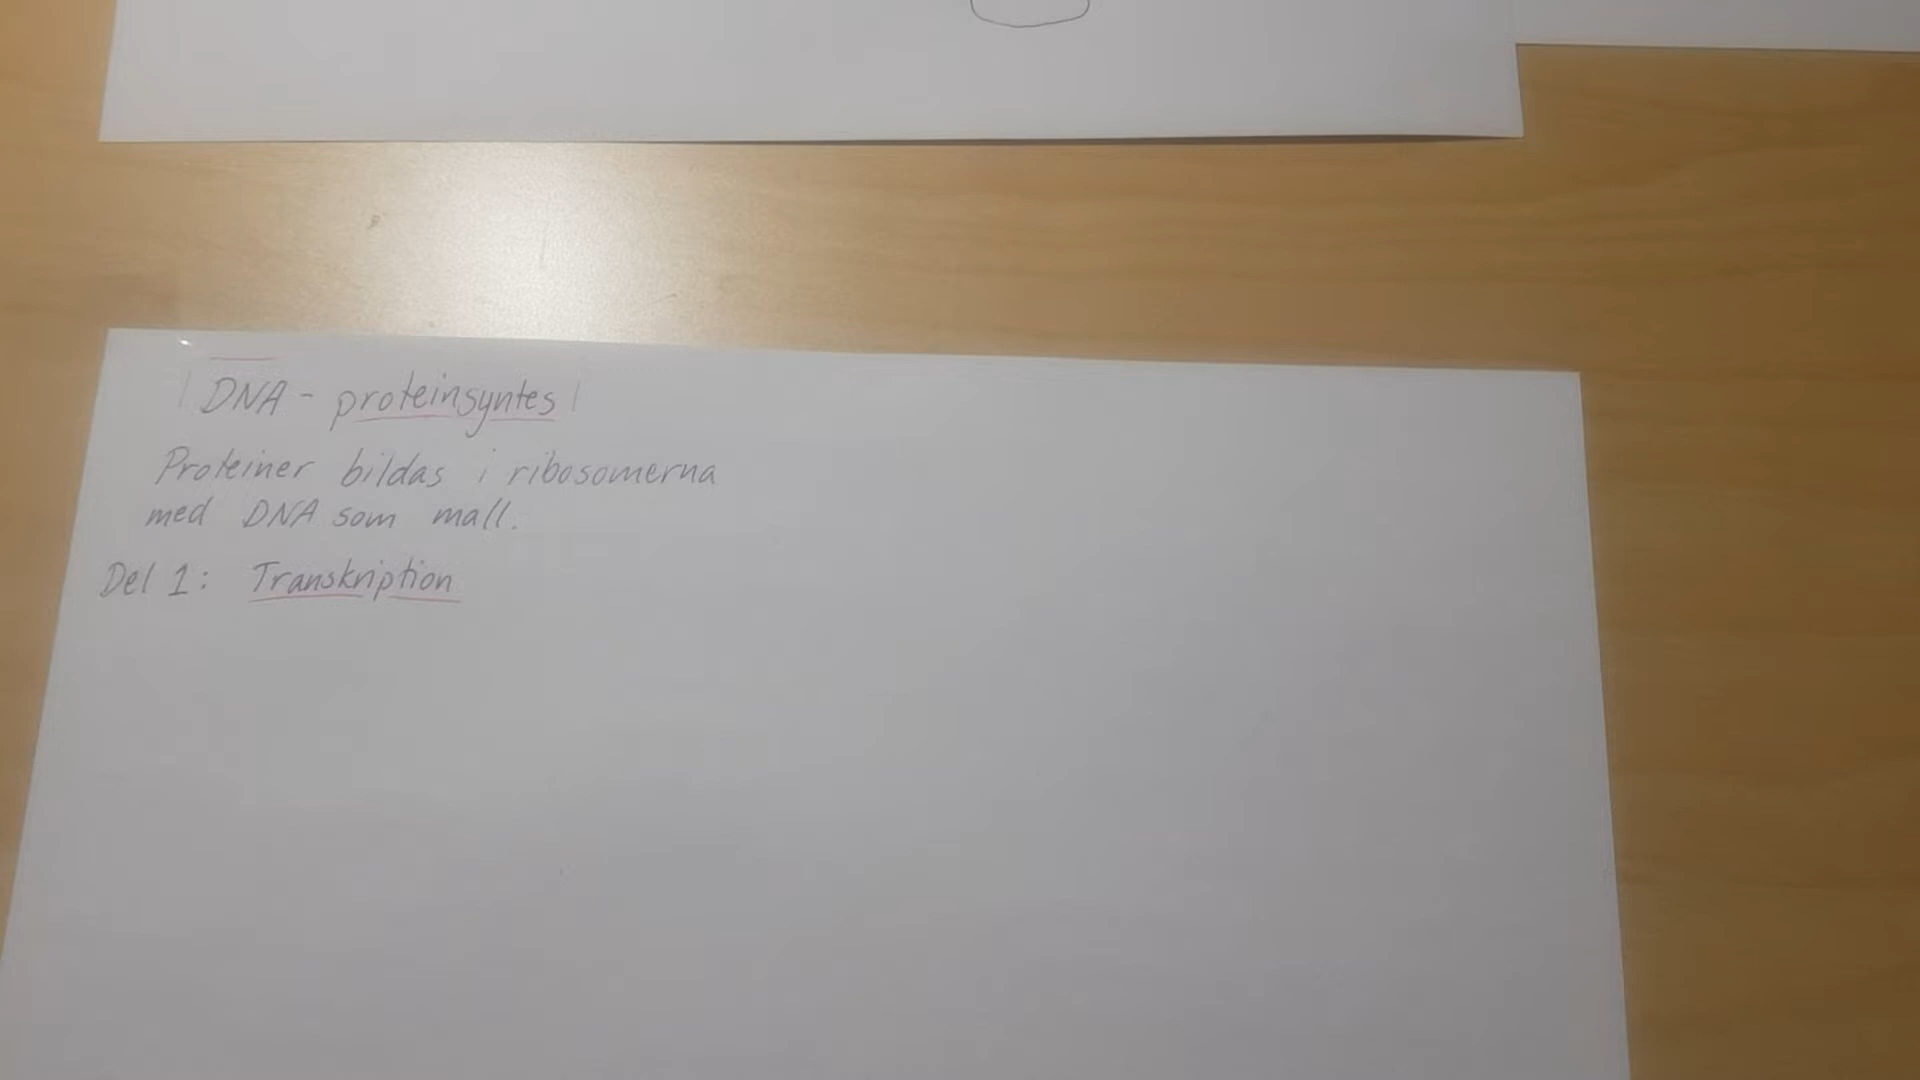 DNA - proteinsyntes
Proteiner bildas i ribosomerna
med DNA som mall.
Del 1: Transkription